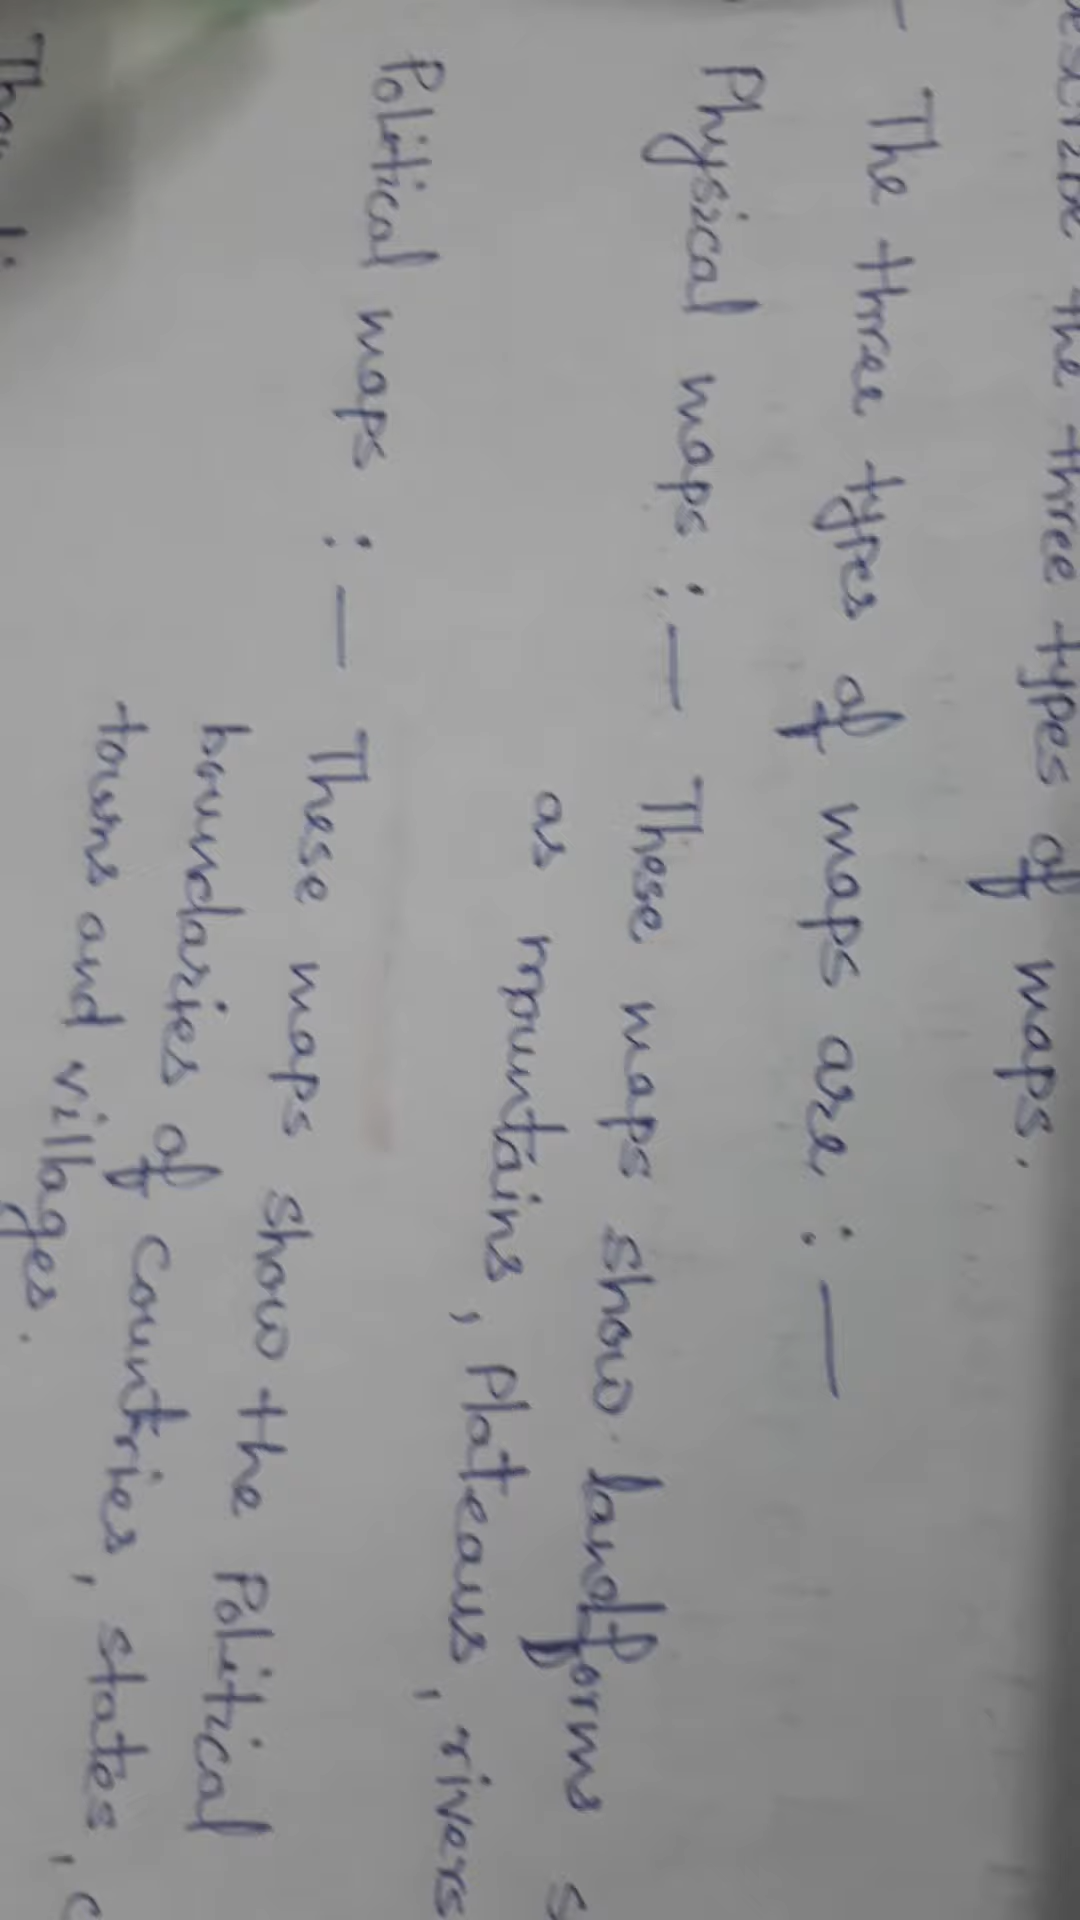 the three types of maps.
The three types of maps are :—
Physical maps :— These maps show landforms
as mountains, Plateaus, rivers
Political maps :— These maps show the Political
boundaries of countries, states,
towns and villages.